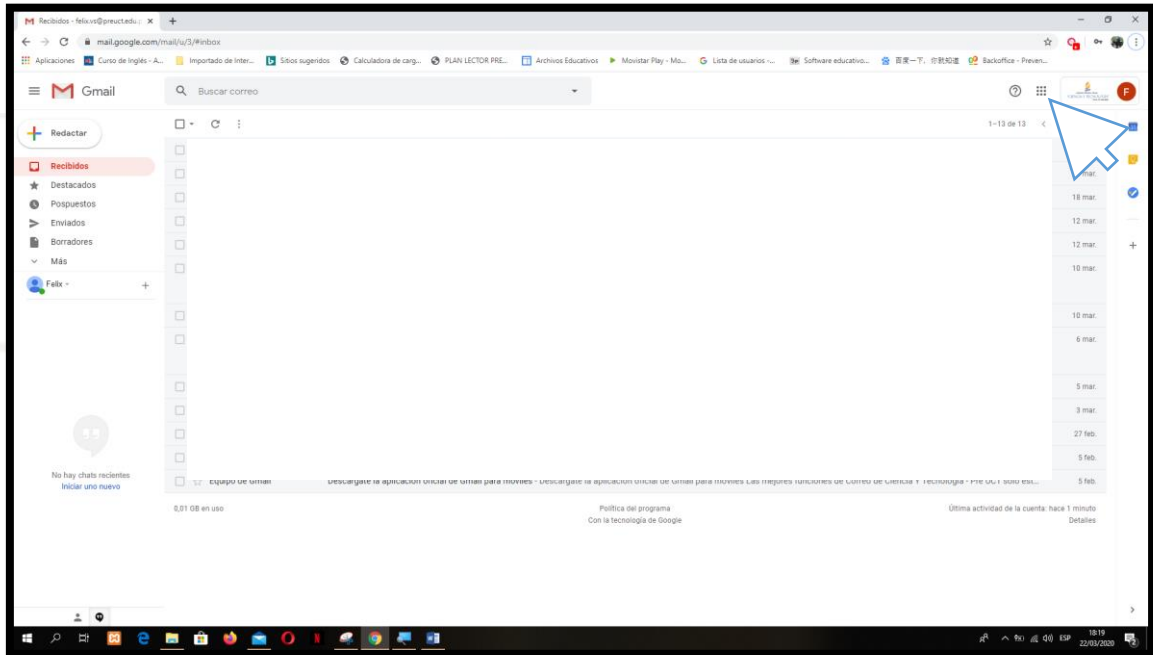 Recibidos - felix.vs@preuct.edu.
mail.google.com/mail/u/3/#inbox
Aplicaciones Curso de Inglés - A... Importado de Inter... Sitios sugeridos Calculadora de carg... PLAN LECTOR PRE... Archivos Educativos Movistar Play - Mo... Lista de usuarios -... Software educativo... 百度一下，你就知道 Backoffice - Preven...
Gmail
Buscar correo
F
Redactar
1–13 de 13
Recibidos
mar.
Destacados
Pospuestos
18 mar.
Enviados
12 mar.
Borradores
12 mar.
Más
10 mar.
Felix -
10 mar.
6 mar.
5 mar.
3 mar.
27 feb.
5 feb.
No hay chats recientes
Iniciar uno nuevo
Equipo de Gmail Descárgate la aplicación oficial de Gmail para móviles - Descárgate la aplicación oficial de Gmail para móviles Las mejores funciones de Correo de Ciencia Y Tecnología - Pre UCT solo est... 5 feb.
0,01 GB en uso
Política del programa
Con la tecnología de Google
Última actividad de la cuenta: hace 1 minuto
Detalles
ESP
18:19
22/03/2020